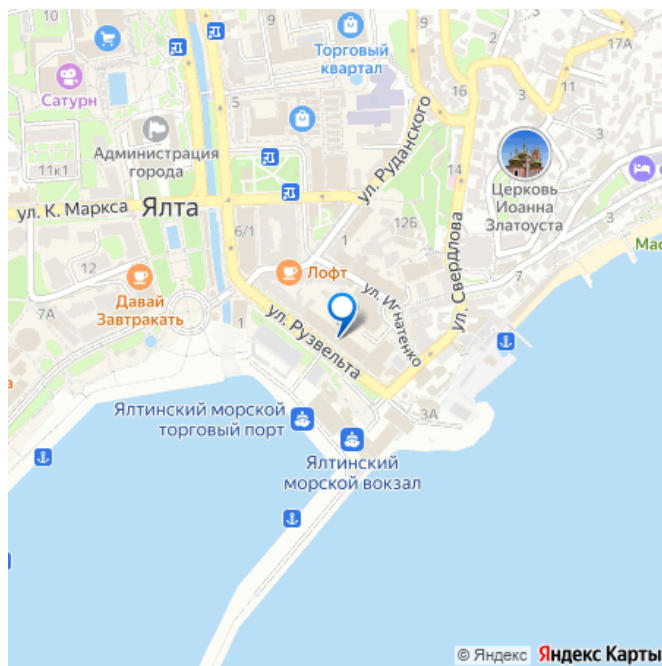 10
17А
Торговый
квартал
16
11
Сатурн
5
3
9
11к1
Администрация
города
14
3
ул. Руданского
Церковь
Иоанна
Златоуста
ул. К. Маркса
Ялта
6/1
1
12б
3
Мас
12
Лофт
7
ул. Свердлова
Давай
Завтракать
ул. Игнатенко
7А
1
ул. Рузвельта
а
3А
Ялтинский морской
торговый порт
Ялтинский
морской вокзал
© Яндекс Яндекс Карты